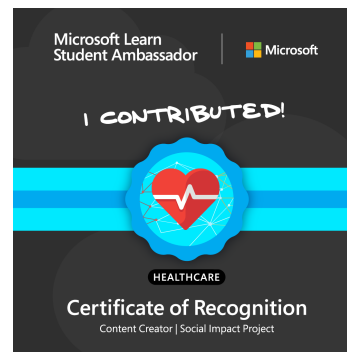 Microsoft Learn
Student Ambassador
Microsoft
I CONTRIBUTED!
HEALTHCARE
Certificate of Recognition
Content Creator | Social Impact Project